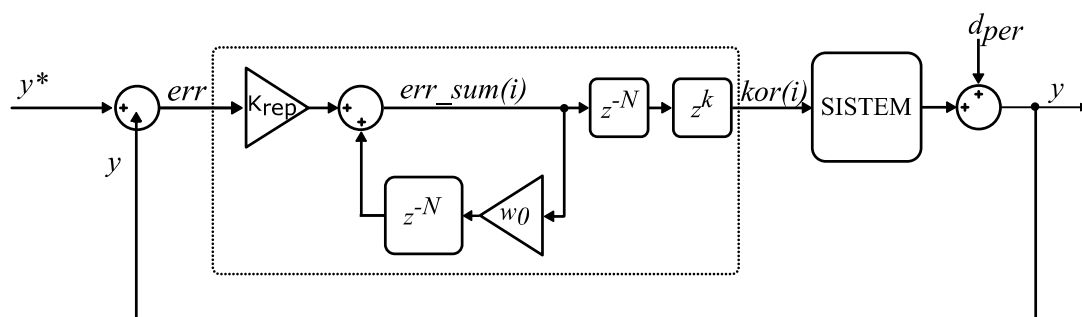 y*
+
err
K_rep
+
+
err_sum(i)
z^-N
z^k
kor(i)
SISTEM
d_per
+
+
y
y
z^-N
w0